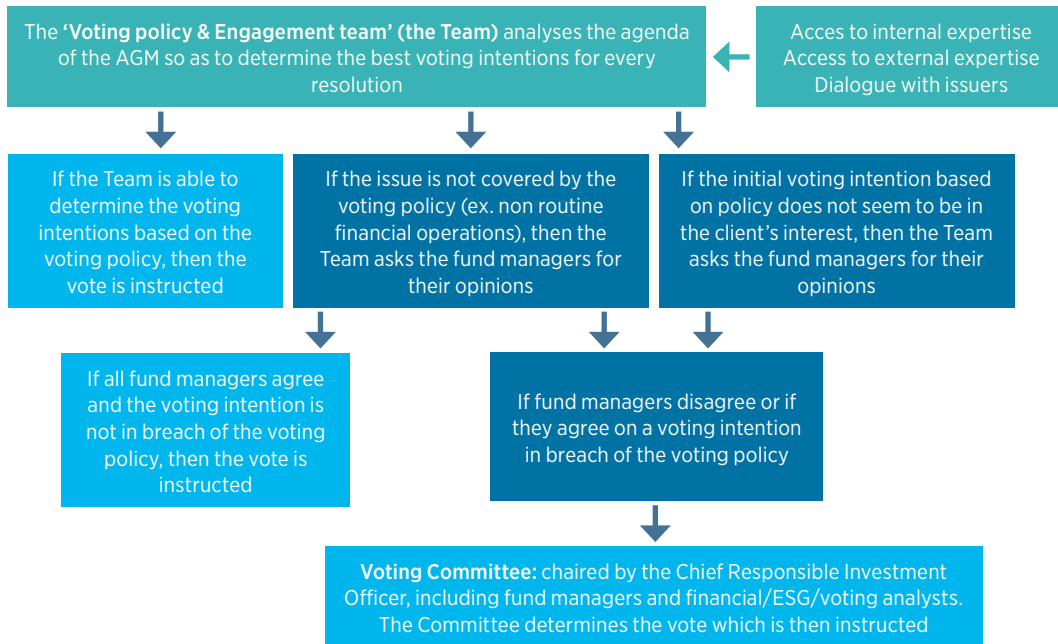 The ‘Voting policy & Engagement team’ (the Team) analyses the agenda
of the AGM so as to determine the best voting intentions for every
resolution
Acces to internal expertise
Access to external expertise
Dialogue with issuers
If the Team is able to
determine the voting
intentions based on the
voting policy, then the
vote is instructed
If the issue is not covered by the
voting policy (ex. non routine
financial operations), then the
Team asks the fund managers for
their opinions
If the initial voting intention based
on policy does not seem to be in
the client’s interest, then the Team
asks the fund managers for their
opinions
If all fund managers agree
and the voting intention is
not in breach of the voting
policy, then the vote is
instructed
If fund managers disagree or if
they agree on a voting intention
in breach of the voting policy
Voting Committee: chaired by the Chief Responsible Investment
Officer, including fund managers and financial/ESG/voting analysts.
The Committee determines the vote which is then instructed